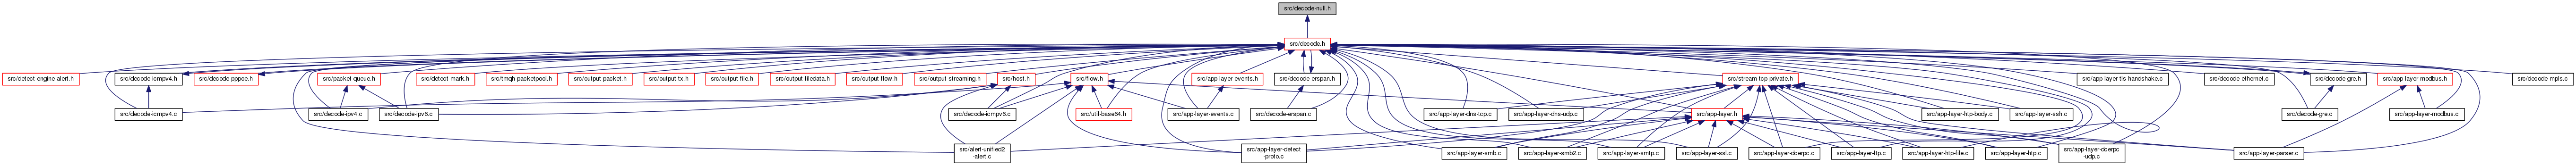 src/decode-null.h
src/decode.h
src/detect-engine-alert.h
src/decode-icmpv4.h
src/decode-pppoe.h
src/packet-queue.h
src/detect-mark.h
src/tmqh-packetpool.h
src/output-packet.h
src/output-tx.h
src/output-file.h
src/output-filedata.h
src/output-flow.h
src/output-streaming.h
src/host.h
src/flow.h
src/app-layer-events.h
src/decode-erspan.h
src/stream-tcp-private.h
src/app-layer-tls-handshake.c
src/decode-ethernet.c
src/decode-gre.h
src/app-layer-modbus.h
src/decode-mpls.c
src/decode-icmpv4.c
src/decode-ipv4.c
src/decode-ipv6.c
src/decode-icmpv6.c
src/util-base64.h
src/app-layer-events.c
src/decode-erspan.c
src/app-layer-dns-tcp.c
src/app-layer-dns-udp.c
src/app-layer.h
src/app-layer-htp-body.c
src/app-layer-ssh.c
src/decode-gre.c
src/app-layer-modbus.c
src/alert-unified2
-alert.c
src/app-layer-detect
-proto.c
src/app-layer-smb.c
src/app-layer-smb2.c
src/app-layer-smtp.c
src/app-layer-ssl.c
src/app-layer-dcerpc.c
src/app-layer-ftp.c
src/app-layer-htp-file.c
src/app-layer-htp.c
src/app-layer-dcerpc
-udp.c
src/app-layer-parser.c